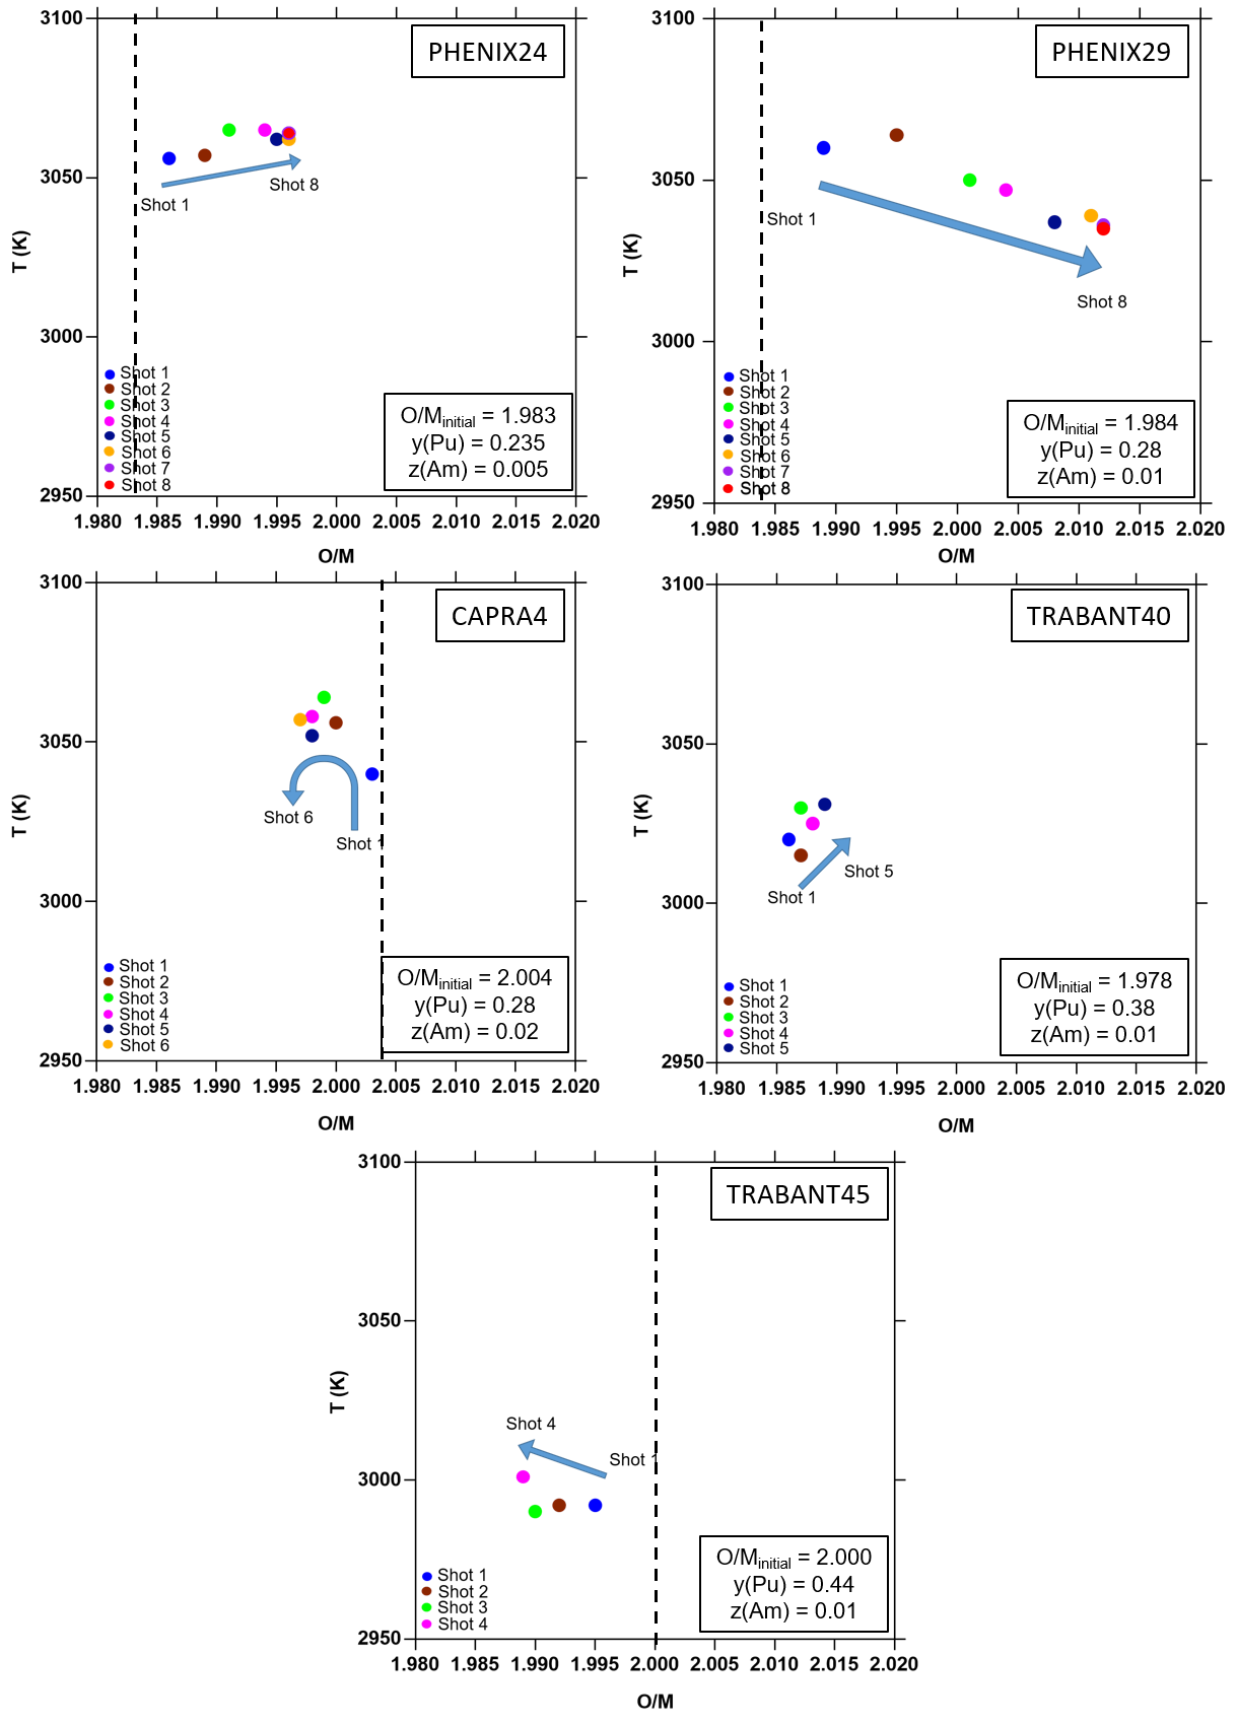 PHENIX24
3100
3050
3000
2950
T (K)
Shot 1
Shot 8
Shot 1
Shot 2
Shot 3
Shot 4
Shot 5
Shot 6
Shot 7
Shot 8
O/Minitial = 1.983
y(Pu) = 0.235
z(Am) = 0.005
1.980 1.985 1.990 1.995 2.000 2.005 2.010 2.015 2.020
O/M
PHENIX29
3100
3050
3000
2950
T (K)
Shot 1
Shot 8
Shot 1
Shot 2
Shot 3
Shot 4
Shot 5
Shot 6
Shot 7
Shot 8
O/Minitial = 1.984
y(Pu) = 0.28
z(Am) = 0.01
1.980 1.985 1.990 1.995 2.000 2.005 2.010 2.015 2.020
O/M
CAPRA4
3100
3050
3000
2950
T (K)
Shot 6
Shot 1
Shot 1
Shot 2
Shot 3
Shot 4
Shot 5
Shot 6
O/Minitial = 2.004
y(Pu) = 0.28
z(Am) = 0.02
1.980 1.985 1.990 1.995 2.000 2.005 2.010 2.015 2.020
O/M
TRABANT40
3100
3050
3000
2950
T (K)
Shot 1
Shot 5
Shot 1
Shot 2
Shot 3
Shot 4
Shot 5
O/Minitial = 1.978
y(Pu) = 0.38
z(Am) = 0.01
1.980 1.985 1.990 1.995 2.000 2.005 2.010 2.015 2.020
O/M
TRABANT45
3100
3050
3000
2950
T (K)
Shot 4
Shot 1
Shot 1
Shot 2
Shot 3
Shot 4
O/Minitial = 2.000
y(Pu) = 0.44
z(Am) = 0.01
1.980 1.985 1.990 1.995 2.000 2.005 2.010 2.015 2.020
O/M